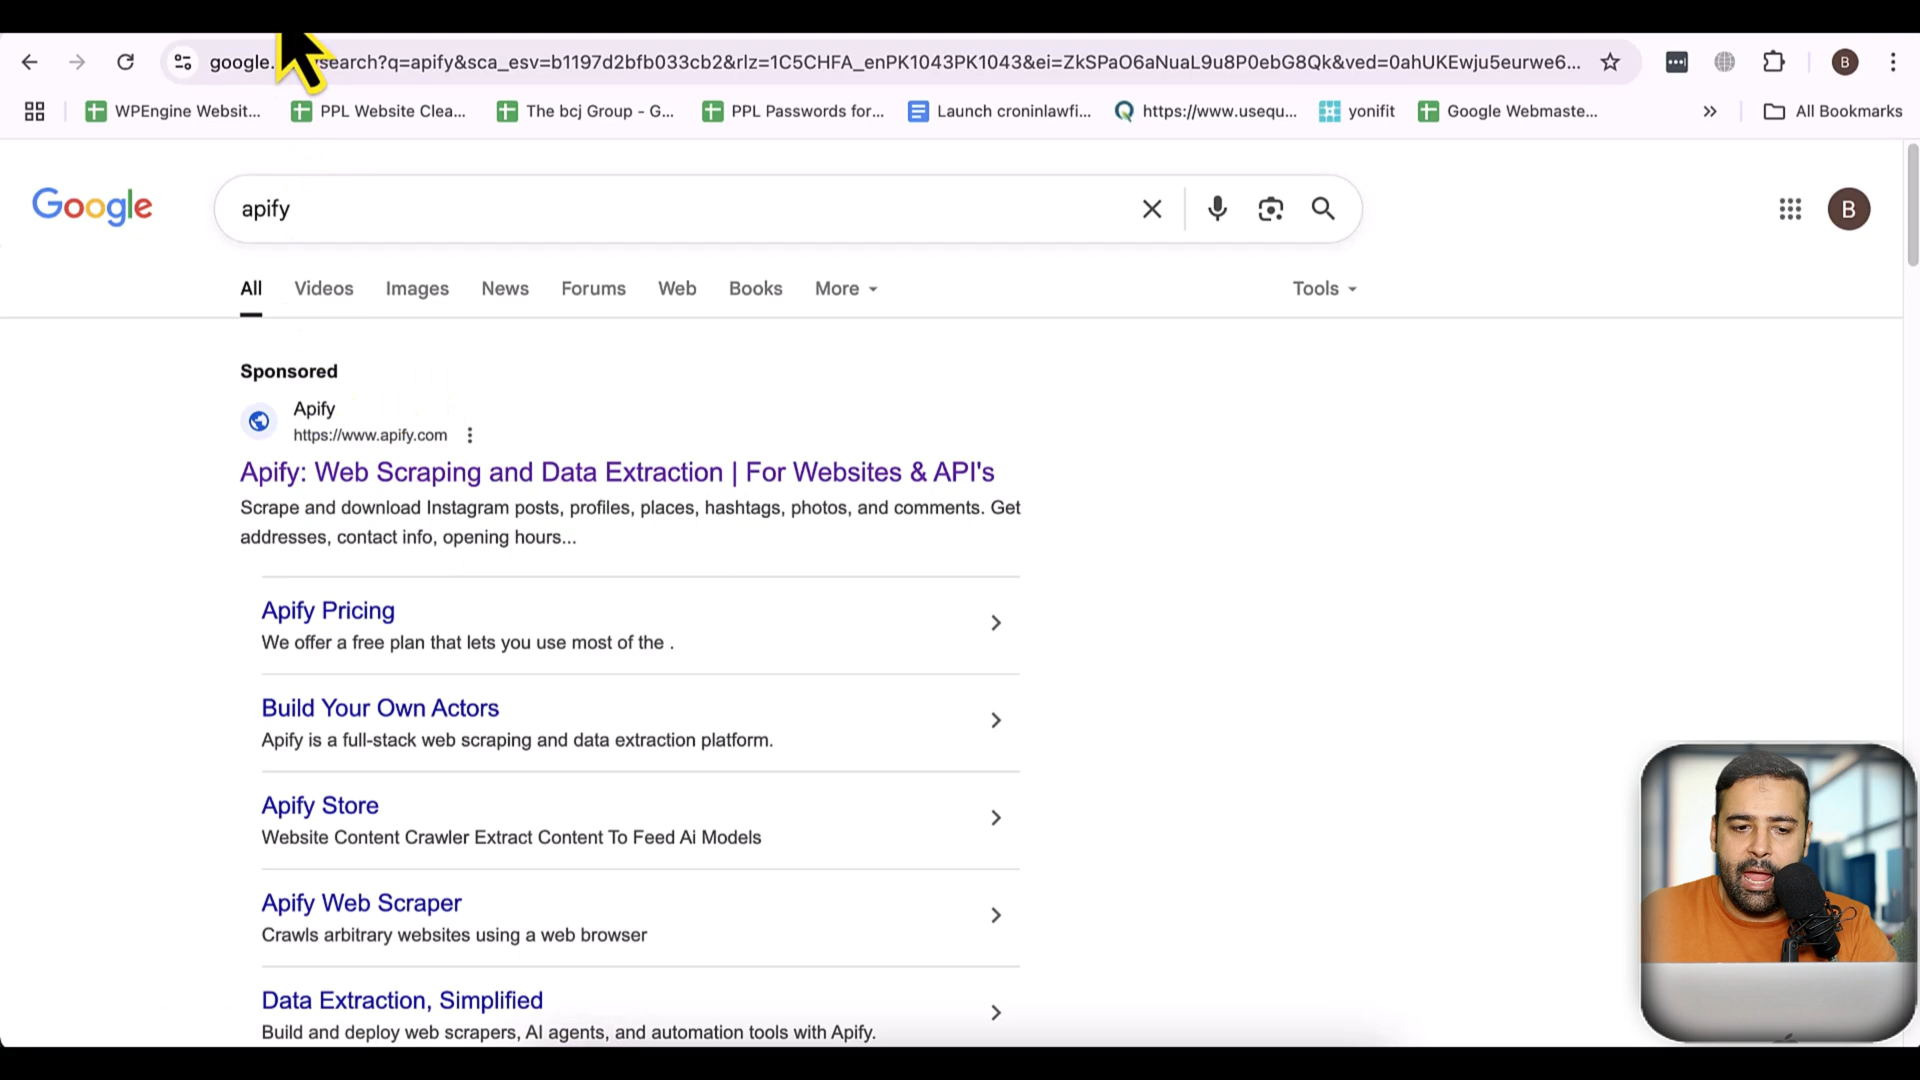 google. search?q=apify&sca_esv=b1197d2bfb033cb2&rlz=1C5CHFA_enPK1043PK1043&ei=ZkSPaO6aNuaL9u8P0ebG8Qk&ved=0ahUKEwju5eurwe6...
B
WPEngine Websit...
PPL Website Clea...
The bcj Group - G...
PPL Passwords for...
Launch croninlawfi...
https://www.usequ...
yonifit
Google Webmaste...
All Bookmarks
Google
apify
B
All
Videos
Images
News
Forums
Web
Books
More
Tools
Sponsored
Apify
https://www.apify.com
Apify: Web Scraping and Data Extraction | For Websites & API's
Scrape and download Instagram posts, profiles, places, hashtags, photos, and comments. Get
addresses, contact info, opening hours...
Apify Pricing
We offer a free plan that lets you use most of the .
Build Your Own Actors
Apify is a full-stack web scraping and data extraction platform.
Apify Store
Website Content Crawler Extract Content To Feed Ai Models
Apify Web Scraper
Crawls arbitrary websites using a web browser
Data Extraction, Simplified
Build and deploy web scrapers, AI agents, and automation tools with Apify.